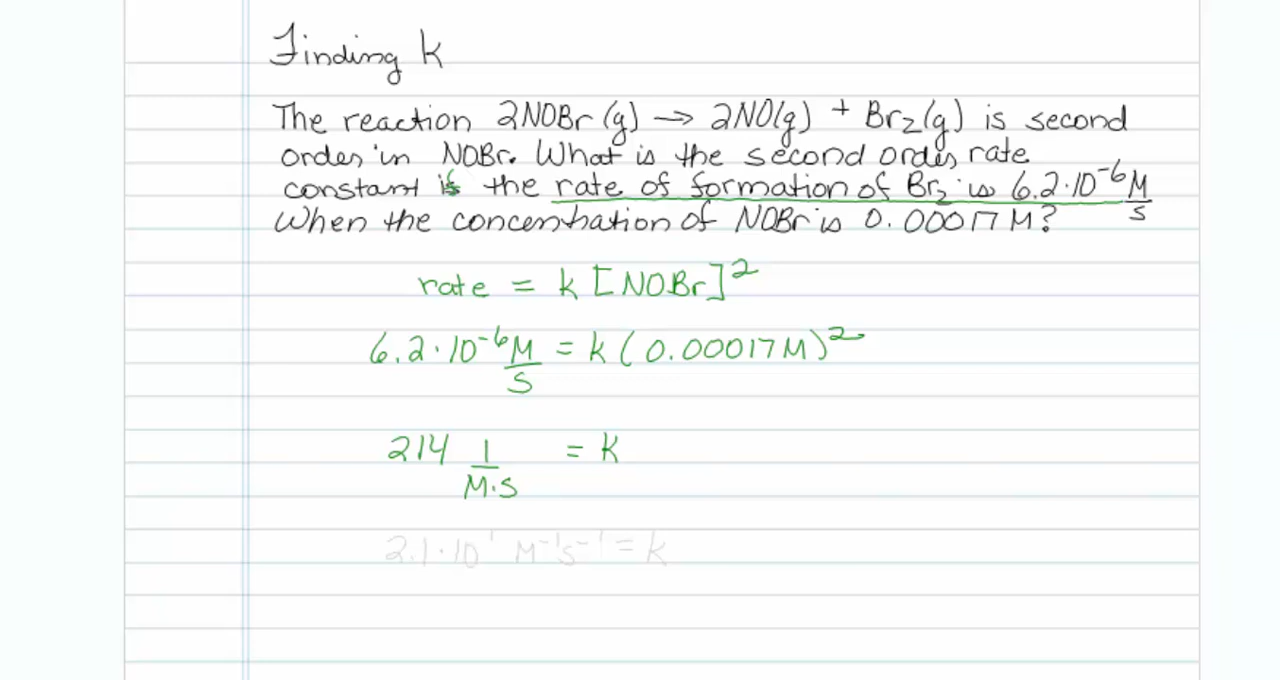 Finding k
The reaction 2NOBr (g) → 2NO(g) + Br₂(g) is second
order in NOBr. What is the second order rate
constant if the rate of formation of Br₂ is 6.2·10⁻⁶ M/s
When the concentration of NOBr is 0.00017 M?
rate = k [NOBr]²
6.2·10⁻⁶ M/s = k (0.00017 M)²
214 1/M·s = k
2.1·10¹ M⁻¹s⁻¹ = k